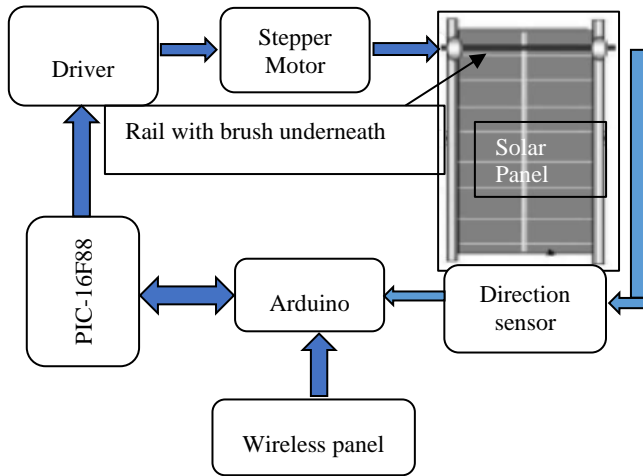 Driver
Stepper
Motor
Rail with brush underneath
Solar
Panel
PIC-16F88
Arduino
Direction
sensor
Wireless panel